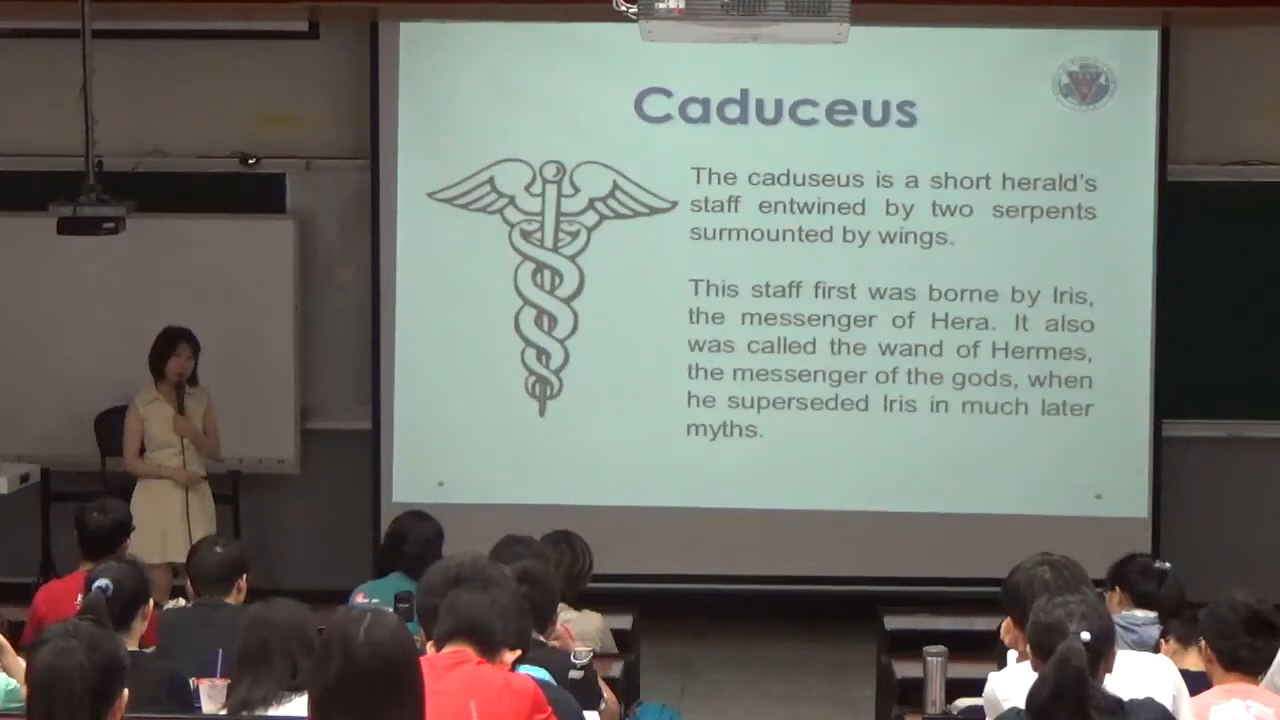 Caduceus
The caduseus is a short herald's
staff entwined by two serpents
surmounted by wings.
This staff first was borne by Iris,
the messenger of Hera. It also
was called the wand of Hermes,
the messenger of the gods, when
he superseded Iris in much later
myths.